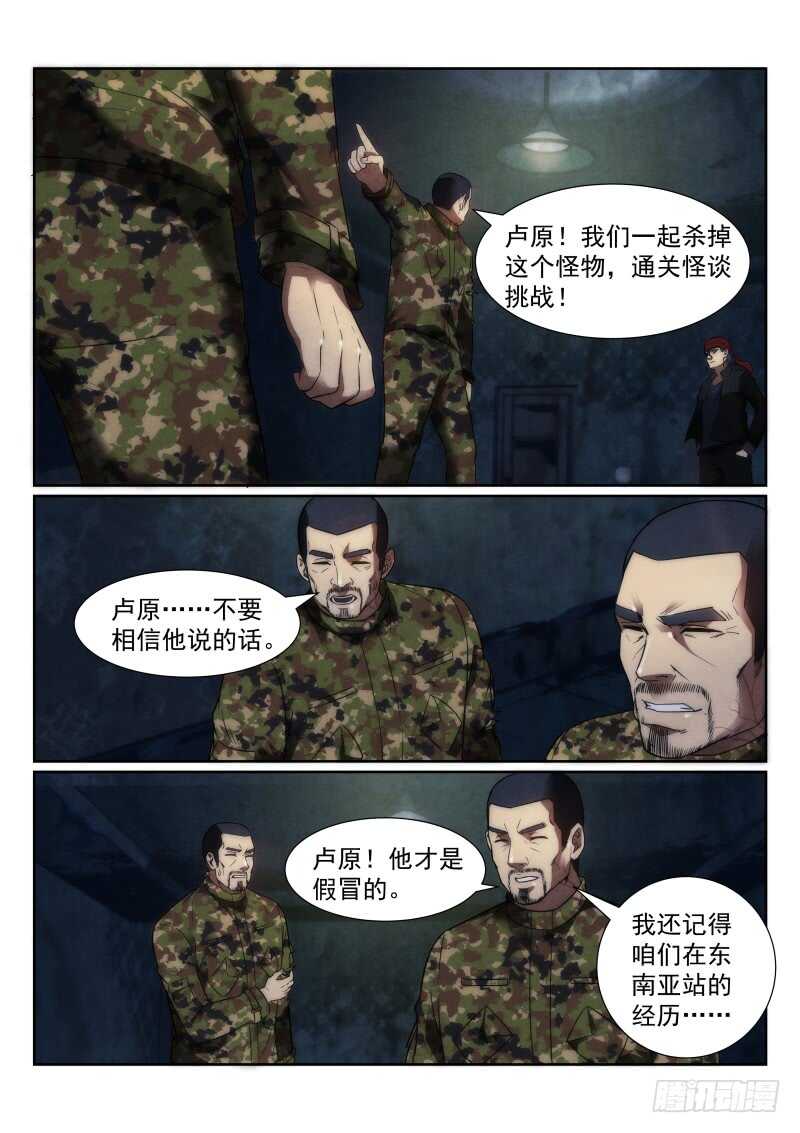 卢原！我们一起杀掉
这个怪物，通关怪谈
挑战！
卢原……不要
相信他说的话。
卢原！他才是
假冒的。
我还记得
咱们在东
南亚站的
经历……
腾讯动漫